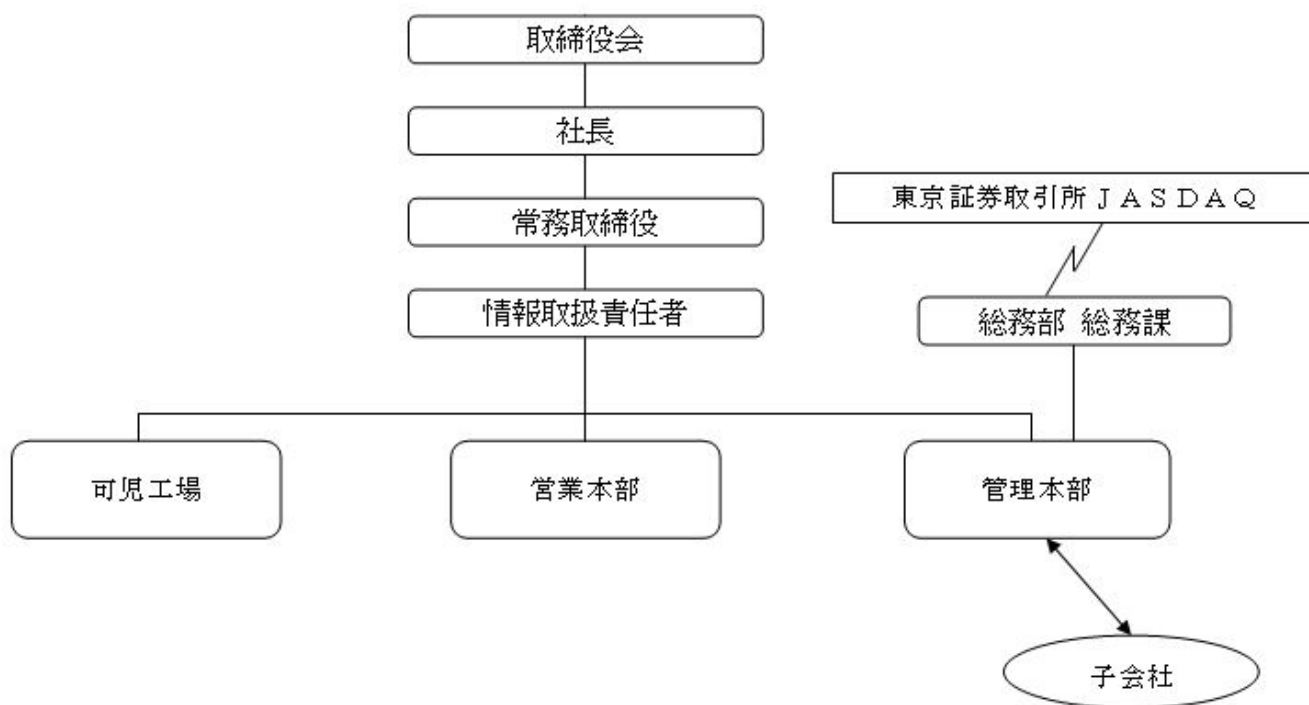 取締役会
社長
常務取締役
東京証券取引所ＪＡＳＤＡＱ
情報取扱責任者
総務部 総務課
可児工場
営業本部
管理本部
子会社